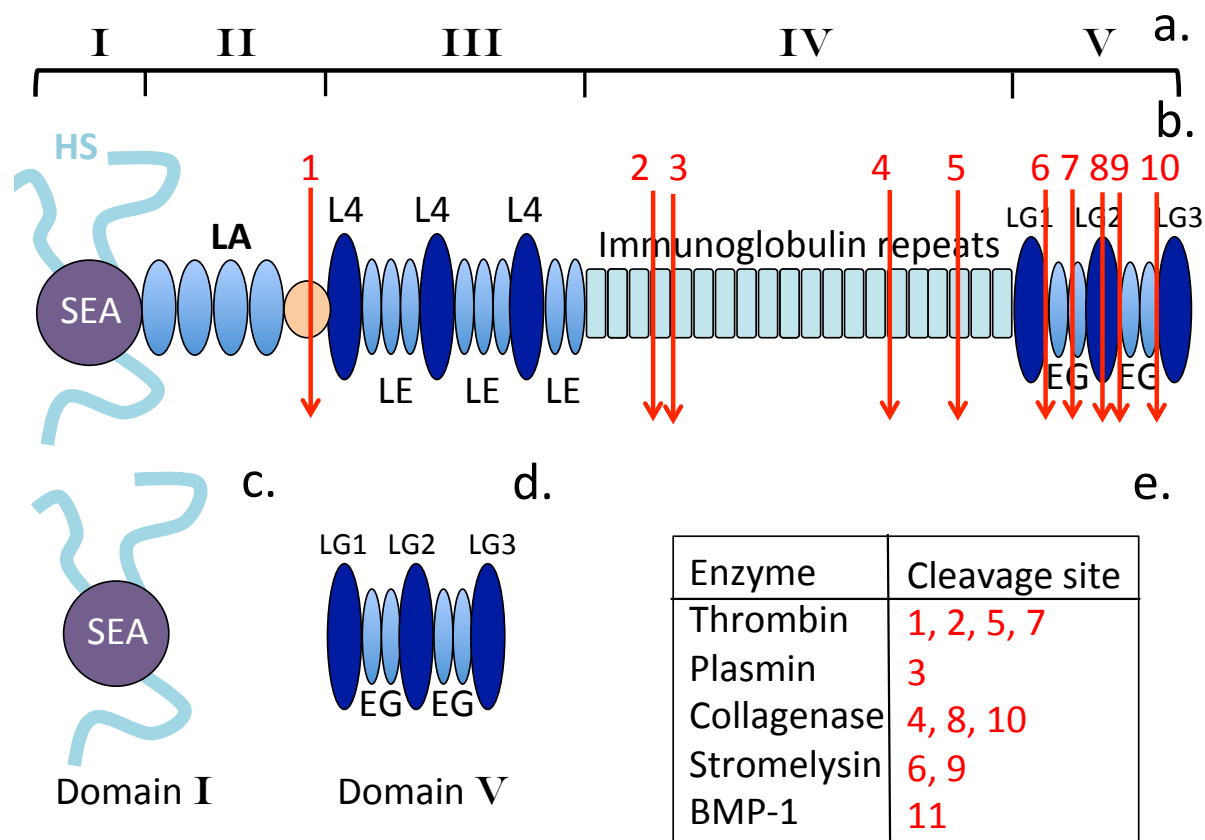 I II III IV V a.
b.
HS
1 2 3 4 5 6 7 8 9 10
L4 L4 L4 LG1 LG2 LG3
LA
Immunoglobulin repeats
SEA
LE LE LE EG EG
c. d. e.
LG1 LG2 LG3
SEA
EG EG
Domain I Domain V
Enzyme Cleavage site
Thrombin 1, 2, 5, 7
Plasmin 3
Collagenase 4, 8, 10
Stromelysin 6, 9
BMP-1 11